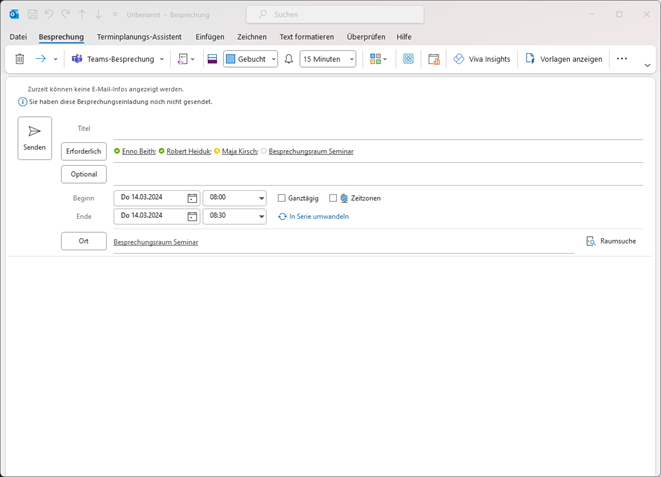 Unbenannt - Besprechung
Suchen
Datei Besprechung Terminplanungs-Assistent Einfügen Zeichnen Text formatieren Überprüfen Hilfe
Teams-Besprechung Gebucht 15 Minuten Viva Insights Vorlagen anzeigen ...
Zurzeit können keine E-Mail-Infos angezeigt werden.
Sie haben diese Besprechungseinladung noch nicht gesendet.
Senden
Titel
Erforderlich Enno Beith; Robert Heiduk; Maja Kirsch; Besprechungsraum Seminar
Optional
Beginn Do 14.03.2024 08:00 Ganztägig Zeitzonen
Ende Do 14.03.2024 08:30 In Serie umwandeln
Ort Besprechungsraum Seminar Raumsuche